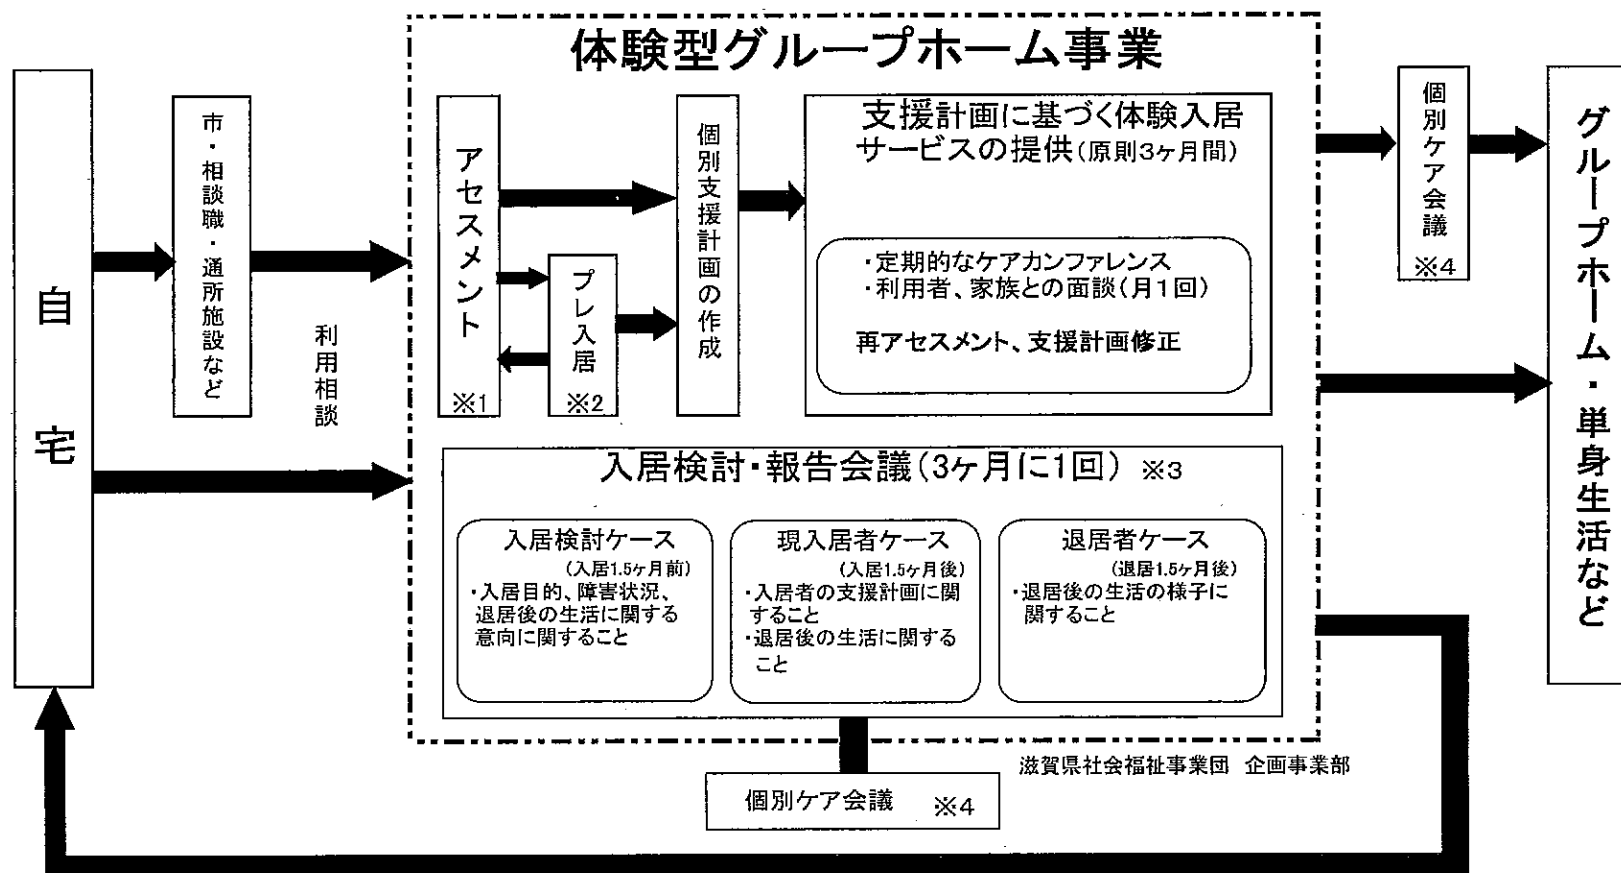 体験型グループホーム事業
自宅
市・相談職・通所施設など
利用相談
アセスメント
※1
プレ入居
※2
個別支援計画の作成
支援計画に基づく体験入居
サービスの提供(原則3ヶ月間)
・定期的なケアカンファレンス
・利用者、家族との面談(月1回)
再アセスメント、支援計画修正
個別ケア会議
※4
グループホーム・単身生活など
入居検討・報告会議(3ヶ月に1回) ※3
入居検討ケース
(入居1.5ヶ月前)
・入居目的、障害状況、
退居後の生活に関する
意向に関すること
現入居者ケース
(入居1.5ヶ月後)
・入居者の支援計画に関
すること
・退居後の生活に関する
こと
退居者ケース
(退居1.5ヶ月後)
・退居後の生活の様子に
関すること
滋賀県社会福祉事業団 企画事業部
個別ケア会議 ※4